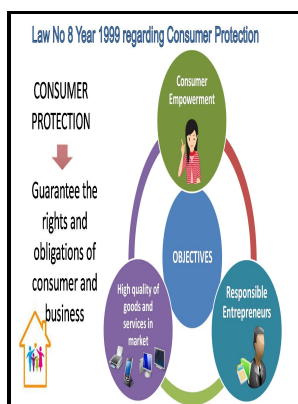 Law No 8 Year 1999 regarding Consumer Protection
CONSUMER
PROTECTION
Guarantee the
rights and
obligations of
consumer and
business
Consumer
Empowerment
OBJECTIVES
High quality of
goods and
services in
market
Responsible
Entrepreneurs